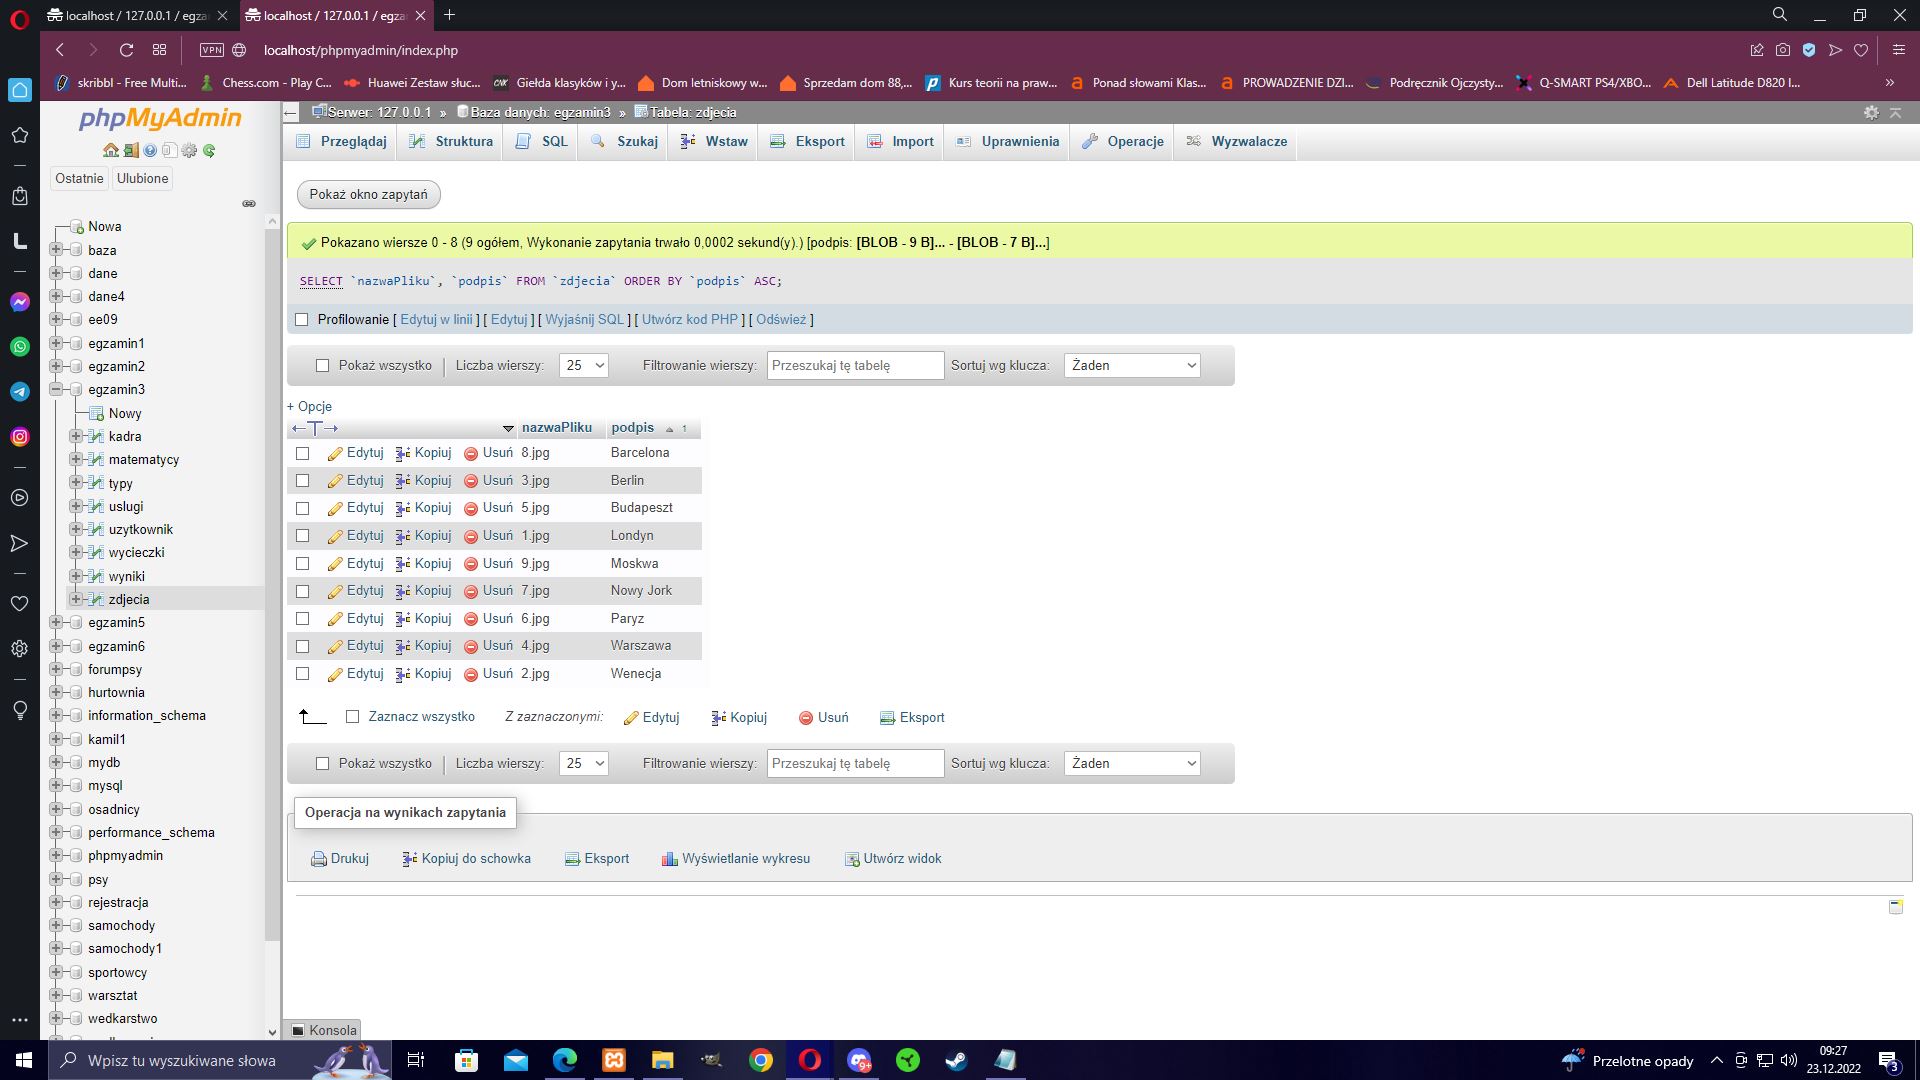 localhost / 127.0.0.1 / egza
localhost / 127.0.0.1 / egza
VPN
localhost/phpmyadmin/index.php
skribbl - Free Multi...
Chess.com - Play C...
Huawei Zestaw słuc...
Giełda klasyków i y...
Dom letniskowy w...
Sprzedam dom 88,...
Kurs teorii na praw...
Ponad słowami Klas...
PROWADZENIE DZI...
Podręcznik Ojczysty...
Q-SMART PS4/XBO...
Dell Latitude D820 I...
phpMyAdmin
Ostatnie
Ulubione
Nowa
baza
dane
dane4
ee09
egzamin1
egzamin2
egzamin3
Nowy
kadra
matematycy
typy
uslugi
uzytkownik
wycieczki
wyniki
zdjecia
egzamin5
egzamin6
forumpsy
hurtownia
information_schema
kamil1
mydb
mysql
osadnicy
performance_schema
phpmyadmin
psy
rejestracja
samochody
samochody1
sportowcy
warsztat
wedkarstwo
Serwer: 127.0.0.1 » Baza danych: egzamin3 » Tabela: zdjecia
Przeglądaj
Struktura
SQL
Szukaj
Wstaw
Eksport
Import
Uprawnienia
Operacje
Wyzwalacze
Pokaż okno zapytań
Pokazano wiersze 0 - 8 (9 ogółem, Wykonanie zapytania trwało 0,0002 sekund(y).) [podpis: [BLOB - 9 B]... - [BLOB - 7 B]...]
SELECT `nazwaPliku`, `podpis` FROM `zdjecia` ORDER BY `podpis` ASC;
Profilowanie [ Edytuj w linii ] [ Edytuj ] [ Wyjaśnij SQL ] [ Utwórz kod PHP ] [ Odśwież ]
Pokaż wszystko | Liczba wierszy: 25 Filtrowanie wierszy: Przeszukaj tę tabelę Sortuj wg klucza: Żaden
+ Opcje
←T→ nazwaPliku podpis 1
Edytuj Kopiuj Usuń 8.jpg Barcelona
Edytuj Kopiuj Usuń 3.jpg Berlin
Edytuj Kopiuj Usuń 5.jpg Budapeszt
Edytuj Kopiuj Usuń 1.jpg Londyn
Edytuj Kopiuj Usuń 9.jpg Moskwa
Edytuj Kopiuj Usuń 7.jpg Nowy Jork
Edytuj Kopiuj Usuń 6.jpg Paryz
Edytuj Kopiuj Usuń 4.jpg Warszawa
Edytuj Kopiuj Usuń 2.jpg Wenecja
Zaznacz wszystko Z zaznaczonymi: Edytuj Kopiuj Usuń Eksport
Pokaż wszystko | Liczba wierszy: 25 Filtrowanie wierszy: Przeszukaj tę tabelę Sortuj wg klucza: Żaden
Operacja na wynikach zapytania
Drukuj Kopiuj do schowka Eksport Wyświetlanie wykresu Utwórz widok
Konsola
Wpisz tu wyszukiwane słowa
9+
Przelotne opady
09:27
23.12.2022
3